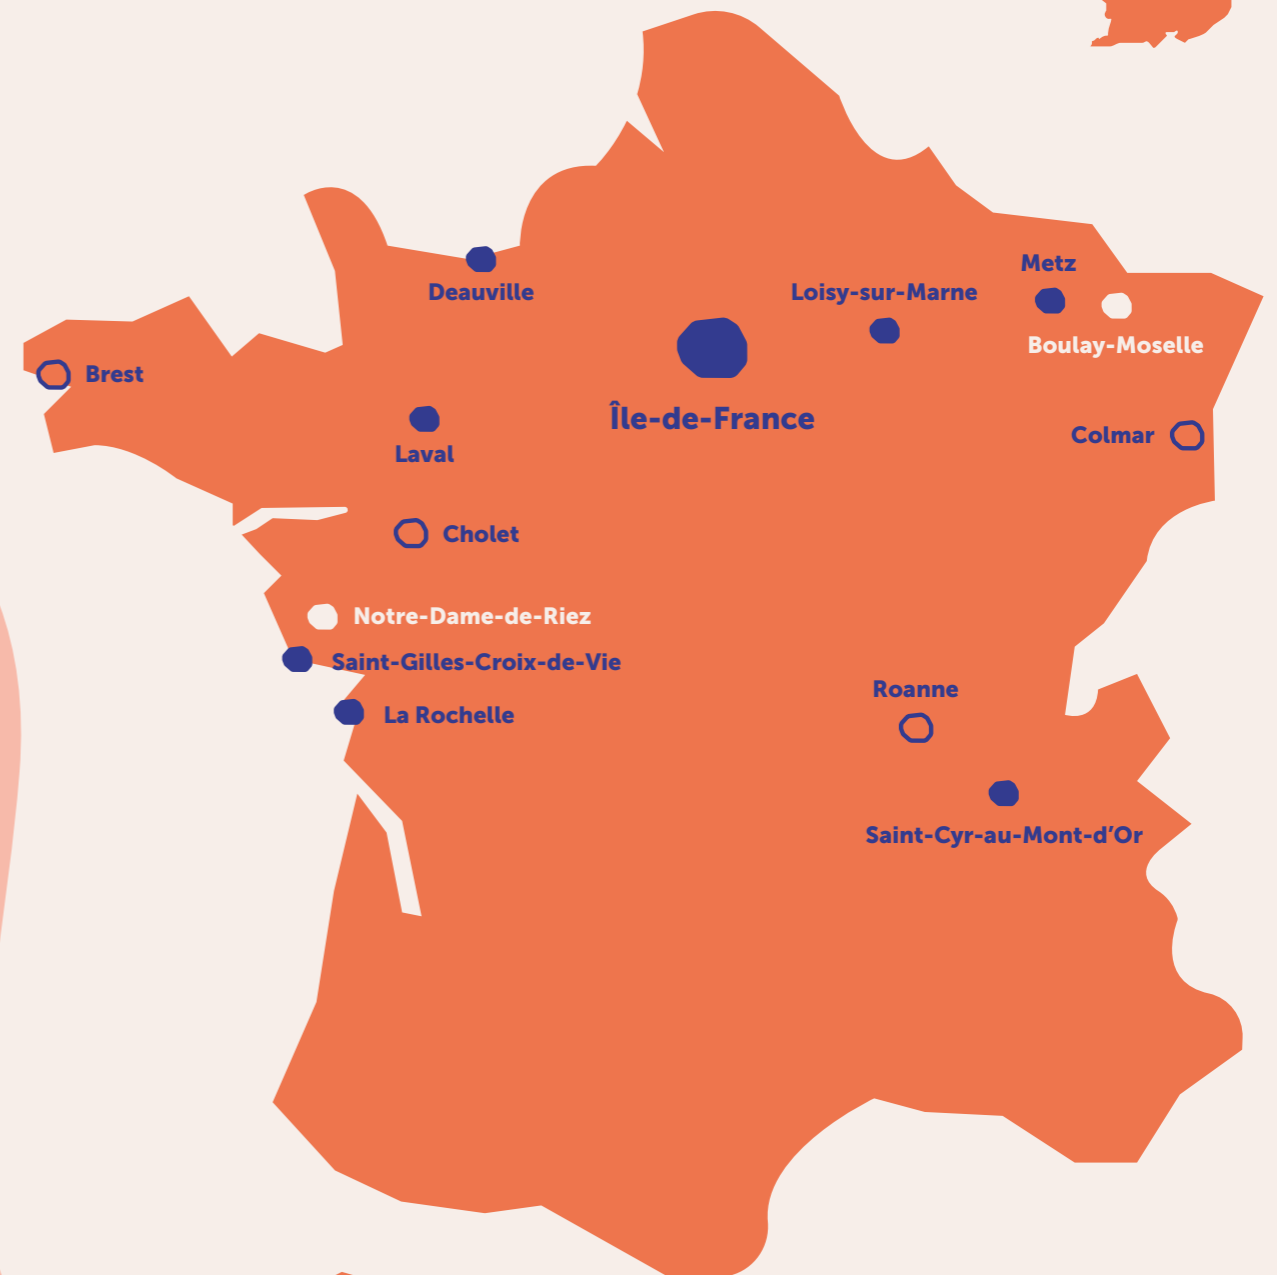 Metz
Deauville
Loisy-sur-Marne
Boulay-Moselle
Brest
Île-de-France
Colmar
Laval
Cholet
Notre-Dame-de-Riez
Saint-Gilles-Croix-de-Vie
Roanne
La Rochelle
Saint-Cyr-au-Mont-d’Or